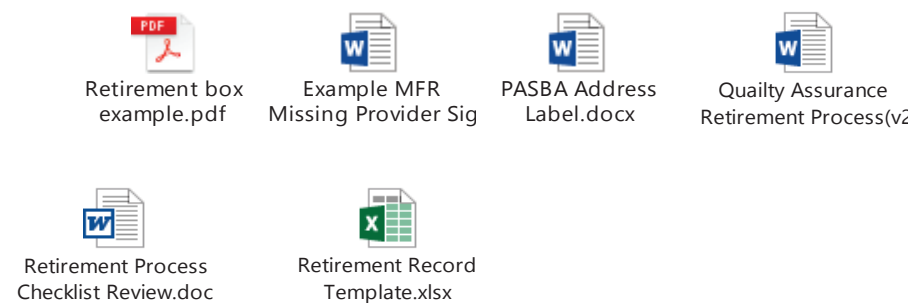 PDF
Retirement box
example.pdf
W
Example MFR
Missing Provider Sig
W
PASBA Address
Label.docx
W
Quailty Assurance
Retirement Process(v2
W
Retirement Process
Checklist Review.doc
X
Retirement Record
Template.xlsx